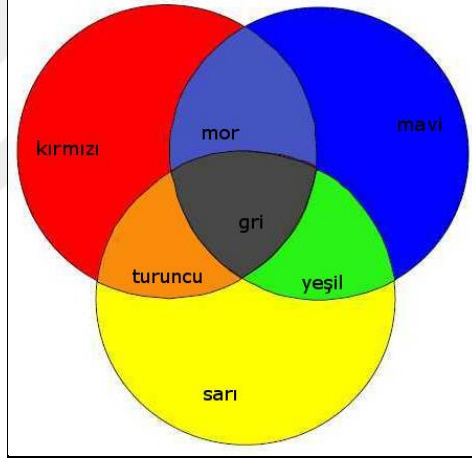 mor
mavi
kırmızı
gri
turuncu
yeşil
sarı